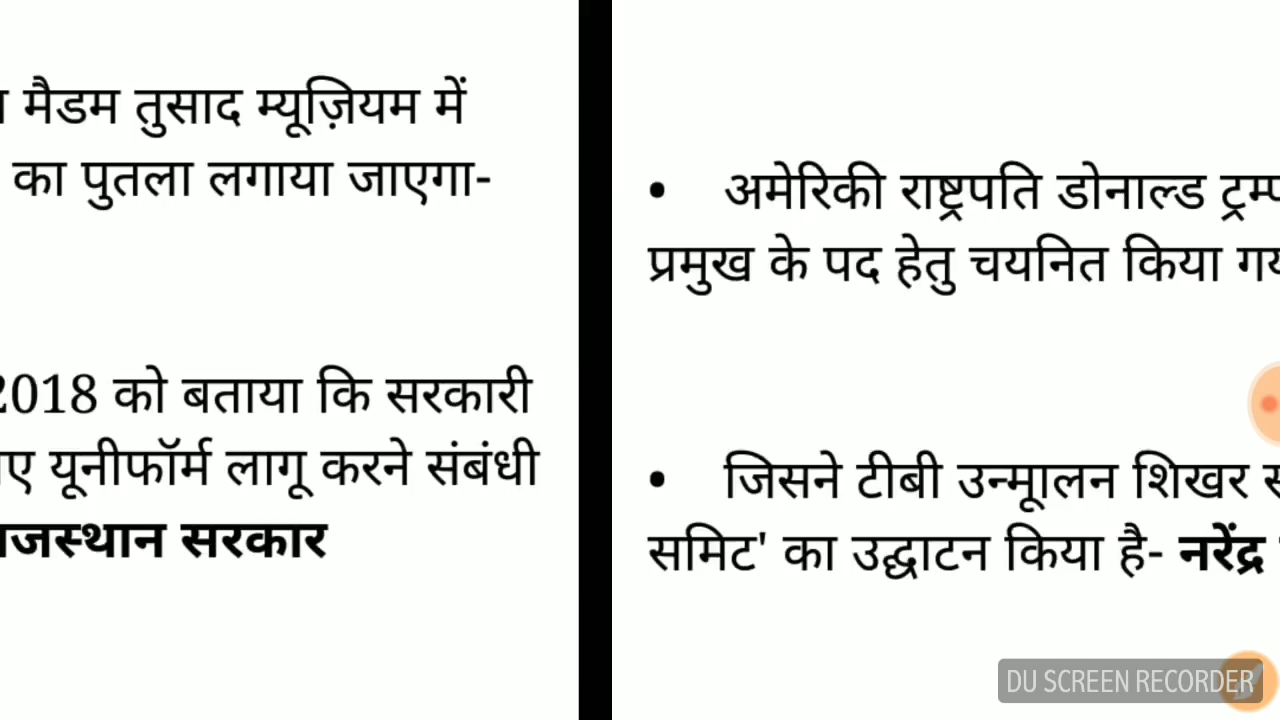 मैडम तुसाद म्यूज़ियम में
का पुतला लगाया जाएगा-
2018 को बताया कि सरकारी
यूनीफॉर्म लागू करने संबंधी
सरकार
• अमेरिकी राष्ट्रपति डोनाल्ड
प्रमुख के पद हेतु चयनित किया
• जिसने टीबी उन्मूालन शिखर
समिट' का उद्घाटन किया है- नरेंद्र
DU SCREEN RECORDER